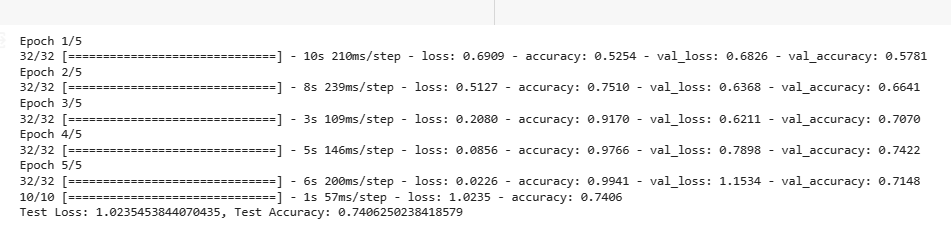 Epoch 1/5
32/32 [==============================] - 10s 210ms/step - loss: 0.6909 - accuracy: 0.5254 - val_loss: 0.6826 - val_accuracy: 0.5781
Epoch 2/5
32/32 [==============================] - 8s 239ms/step - loss: 0.5127 - accuracy: 0.7510 - val_loss: 0.6368 - val_accuracy: 0.6641
Epoch 3/5
32/32 [==============================] - 3s 109ms/step - loss: 0.2080 - accuracy: 0.9170 - val_loss: 0.6211 - val_accuracy: 0.7070
Epoch 4/5
32/32 [==============================] - 5s 146ms/step - loss: 0.0856 - accuracy: 0.9766 - val_loss: 0.7898 - val_accuracy: 0.7422
Epoch 5/5
32/32 [==============================] - 6s 200ms/step - loss: 0.0226 - accuracy: 0.9941 - val_loss: 1.1534 - val_accuracy: 0.7148
10/10 [==============================] - 1s 57ms/step - loss: 1.0235 - accuracy: 0.7406
Test Loss: 1.0235453844070435, Test Accuracy: 0.7406250238418579